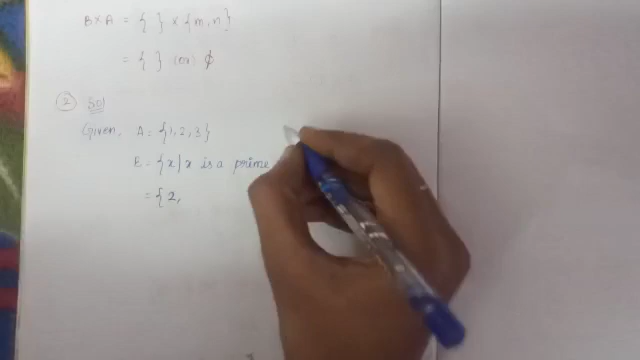 B×A = { } × {m, n}
= { } (or) ϕ
② Sol
Given, A = {1, 2, 3}
B = {x/x is a prime
= {2,